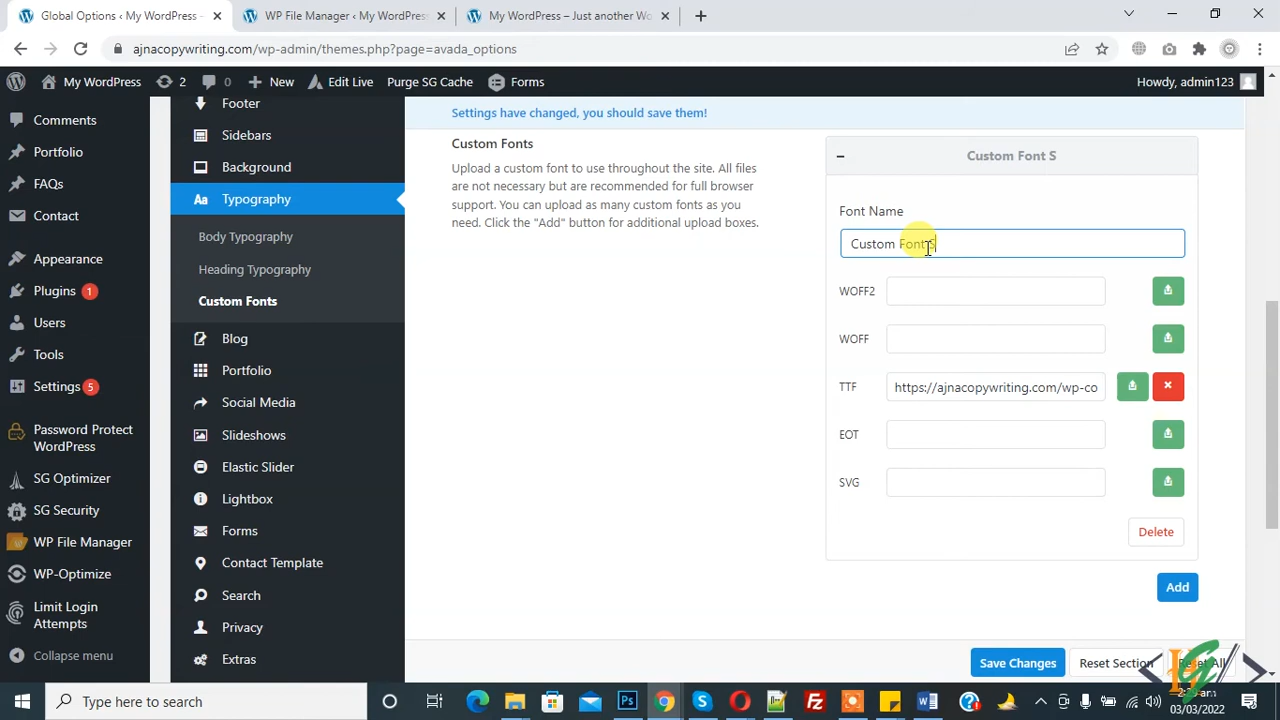 Global Options ‹ My WordPress –
WP File Manager ‹ My WordPress
My WordPress – Just another Wo
ajnacopywriting.com/wp-admin/themes.php?page=avada_options
My WordPress
2
0
New
Edit Live
Purge SG Cache
Forms
Howdy, admin123
Comments
Portfolio
FAQs
Contact
Appearance
Plugins 1
Users
Tools
Settings 5
Password Protect
WordPress
SG Optimizer
SG Security
WP File Manager
WP-Optimize
Limit Login
Attempts
Collapse menu
Footer
Sidebars
Background
Aa Typography
Body Typography
Heading Typography
Custom Fonts
Blog
Portfolio
Social Media
Slideshows
Elastic Slider
Lightbox
Forms
Contact Template
Search
Privacy
Extras
Settings have changed, you should save them!
Custom Fonts
Upload a custom font to use throughout the site. All files
are not necessary but are recommended for full browser
support. You can upload as many custom fonts as you
need. Click the "Add" button for additional upload boxes.
Custom Font S
Font Name
Custom Font S
WOFF2
WOFF
TTF https://ajnacopywriting.com/wp-co
EOT
SVG
Delete
Add
Save Changes
Reset Section
Reset All
Type here to search
03/03/2022